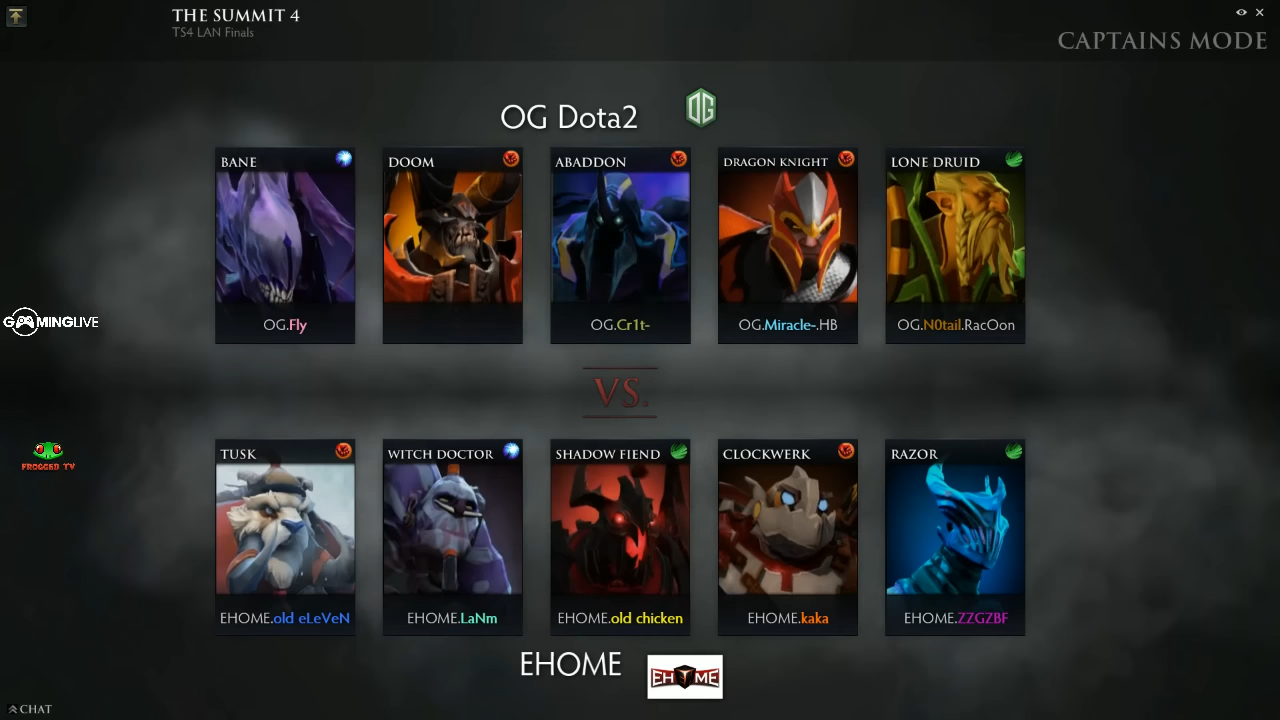 THE SUMMIT 4
TS4 LAN Finals
CAPTAINS MODE
OG Dota2
OG
BANE
DOOM
ABADDON
DRAGON KNIGHT
LONE DRUID
OG.Fly
OG.Cr1t-
OG.Miracle-.HB
OG.N0tail.RacOon
GAMINGLIVE
VS.
FROGGED TV
TUSK
WITCH DOCTOR
SHADOW FIEND
CLOCKWERK
RAZOR
EHOME.old eLeVeN
EHOME.LaNm
EHOME.old chicken
EHOME.kaka
EHOME.ZZGZBF
EHOME
EHOME
CHAT